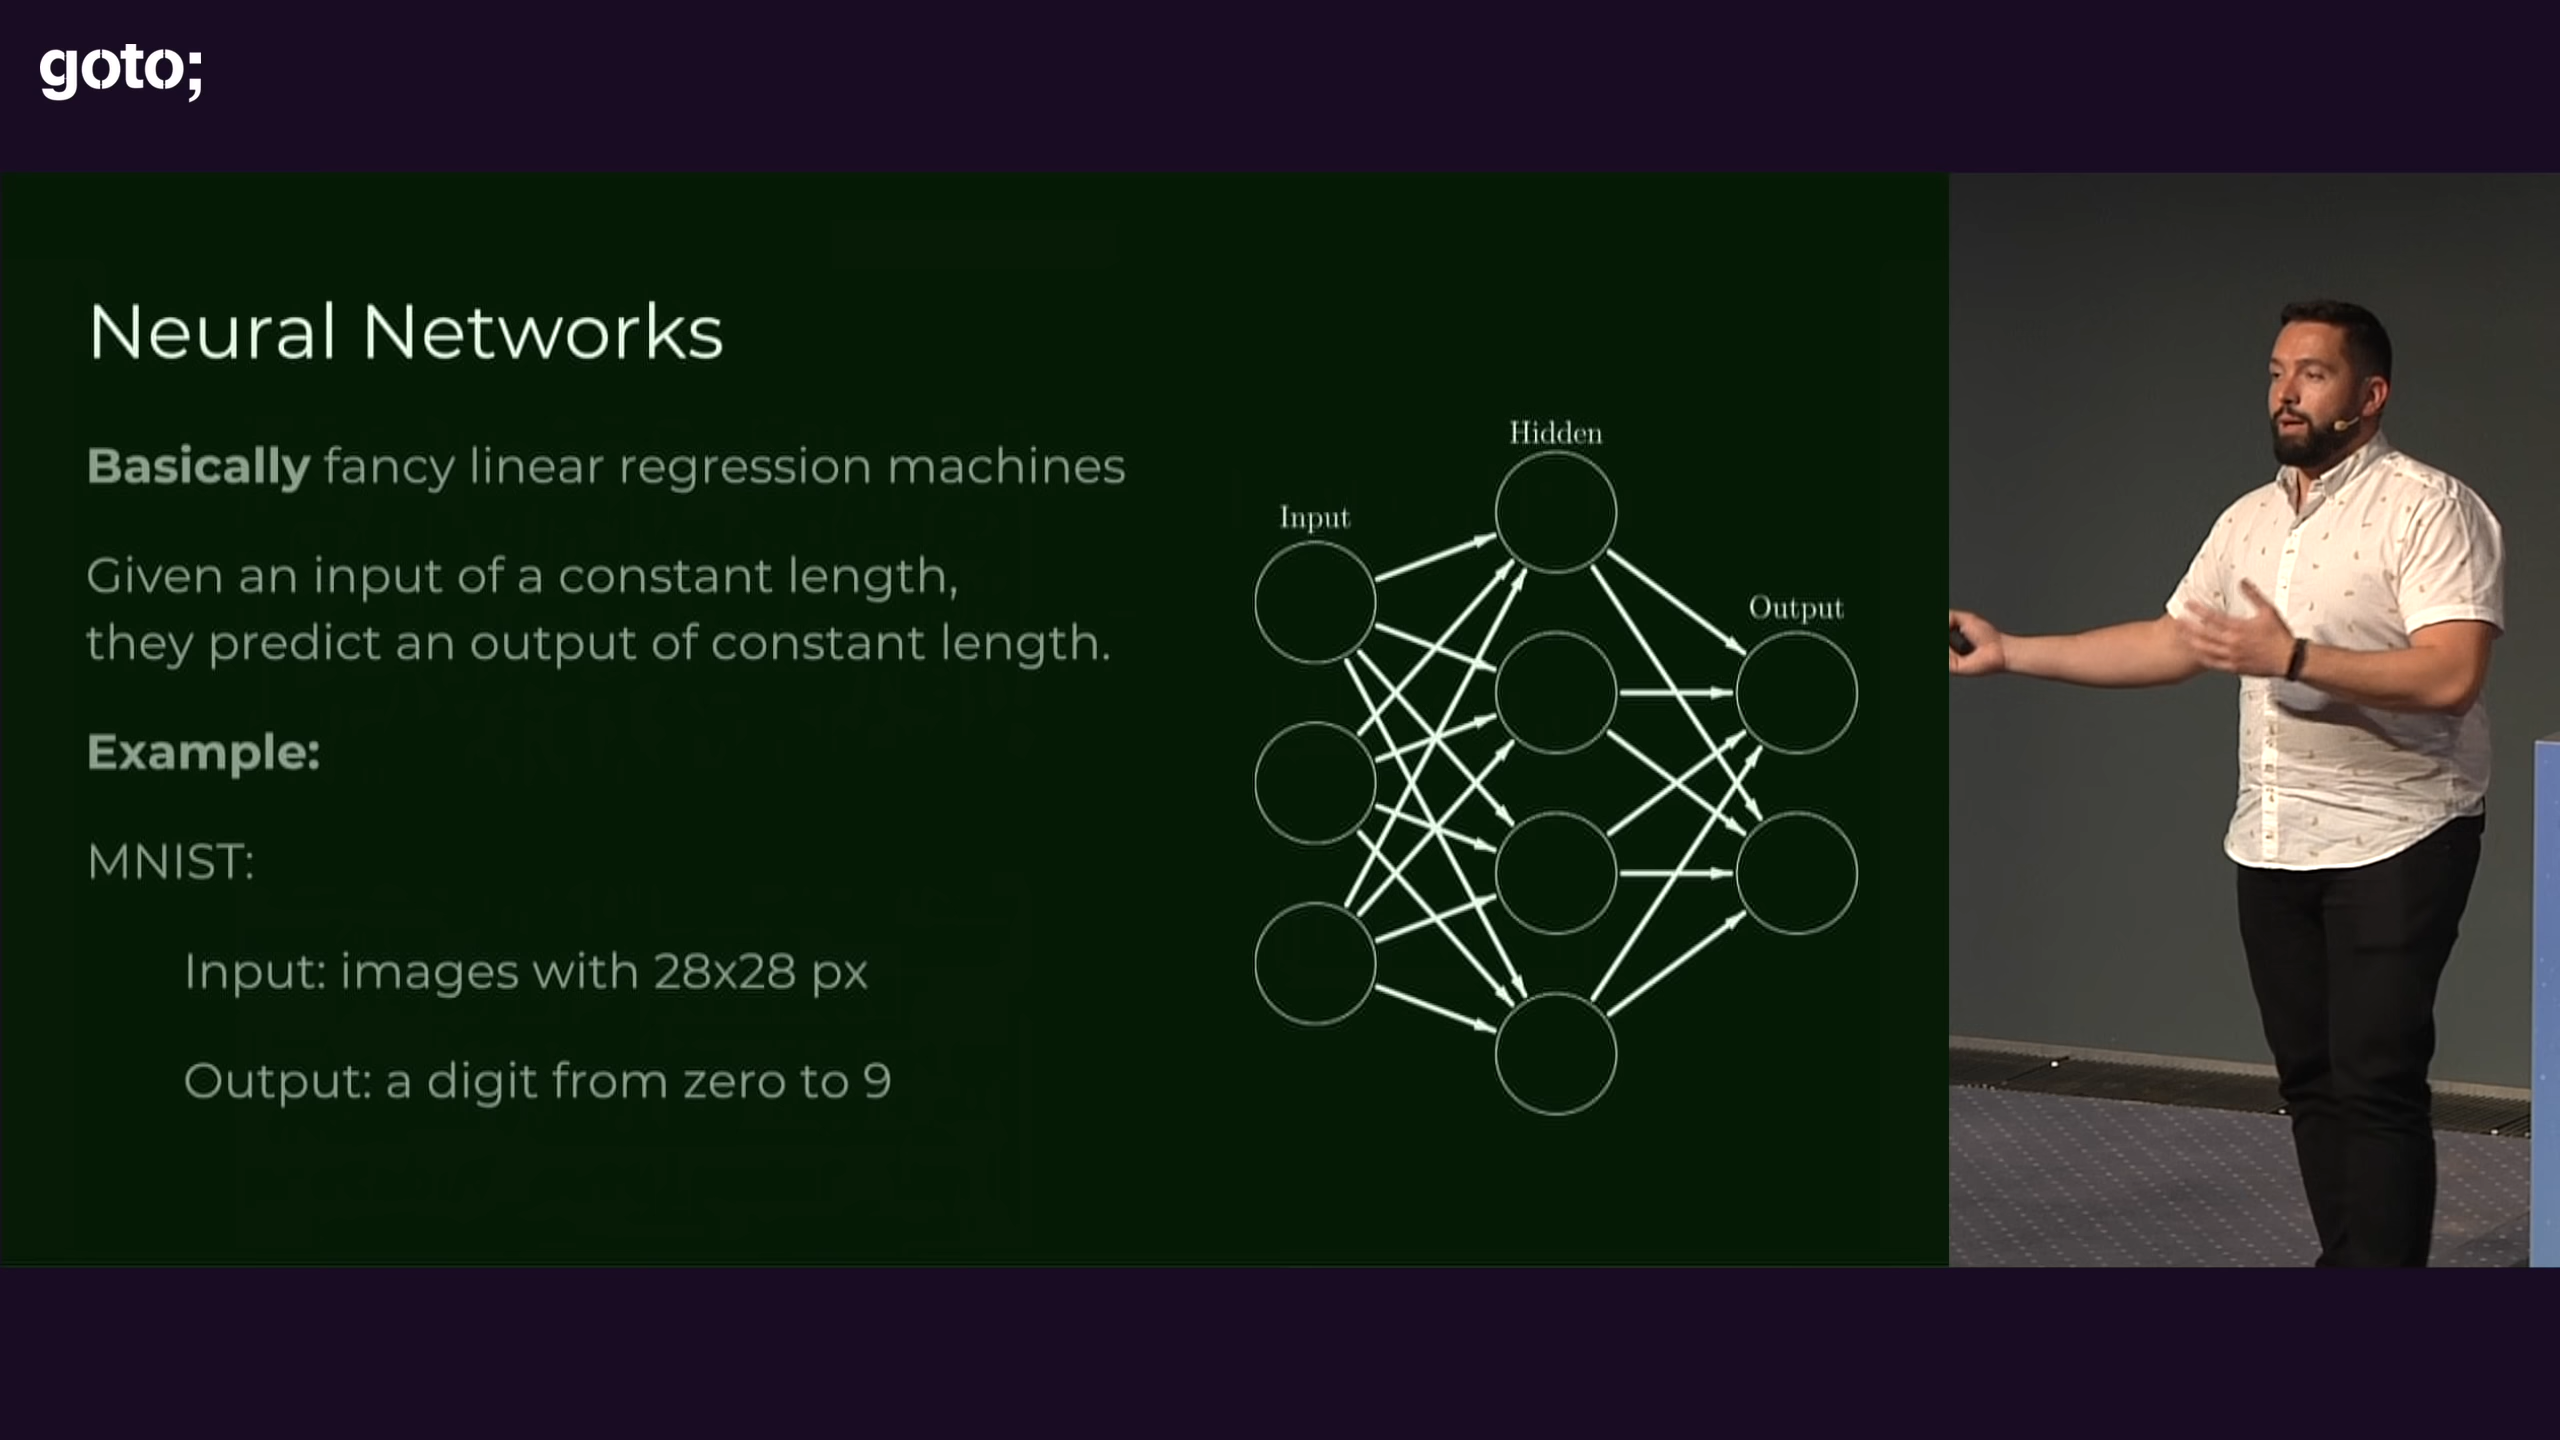 goto;
Neural Networks
Basically fancy linear regression machines
Given an input of a constant length,
they predict an output of constant length.
Example:
MNIST:
Input: images with 28x28 px
Output: a digit from zero to 9
Hidden
Input
Output